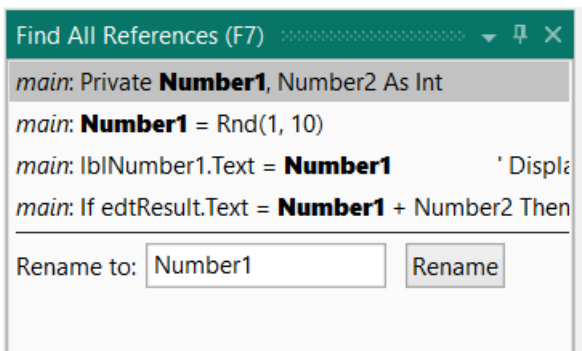 Find All References (F7)
main: Private Number1, Number2 As Int
main: Number1 = Rnd(1, 10)
main: lblNumber1.Text = Number1 '
main: If edtResult.Text = Number1 + Number2 Then
Rename to: Number1 Rename